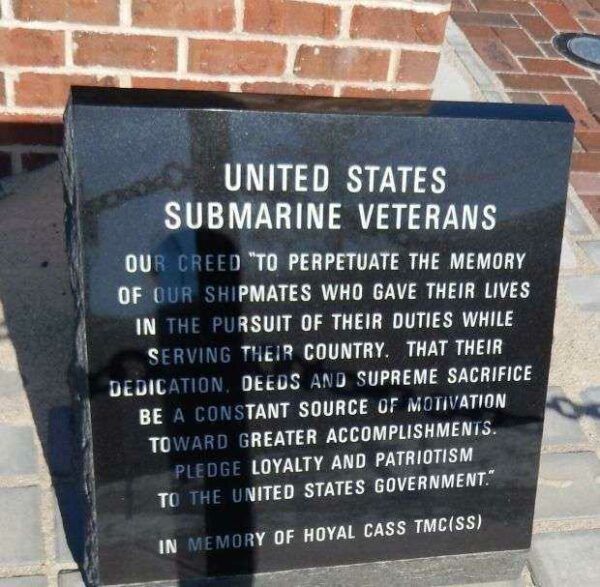 UNITED STATES
SUBMARINE VETERANS
OUR CREED "TO PERPETUATE THE MEMORY
OF OUR SHIPMATES WHO GAVE THEIR LIVES
IN THE PURSUIT OF THEIR DUTIES WHILE
SERVING THEIR COUNTRY. THAT THEIR
DEDICATION, DEEDS AND SUPREME SACRIFICE
BE A CONSTANT SOURCE OF MOTIVATION
TOWARD GREATER ACCOMPLISHMENTS.
PLEDGE LOYALTY AND PATRIOTISM
TO THE UNITED STATES GOVERNMENT."
IN MEMORY OF HOYAL CASS TMC(SS)